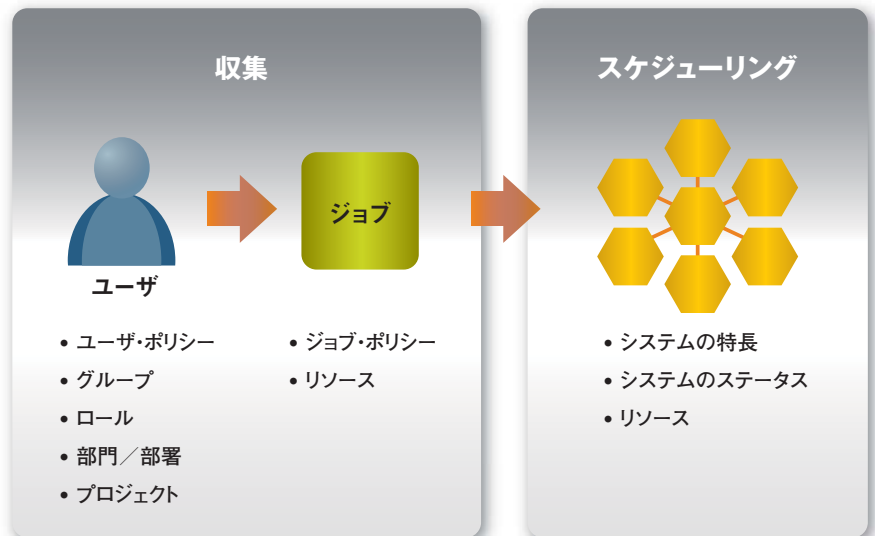 収集
ジョブ
ユーザ
• ユーザ・ポリシー
• グループ
• ロール
• 部門／部署
• プロジェクト
• ジョブ・ポリシー
• リソース
スケジューリング
• システムの特長
• システムのステータス
• リソース